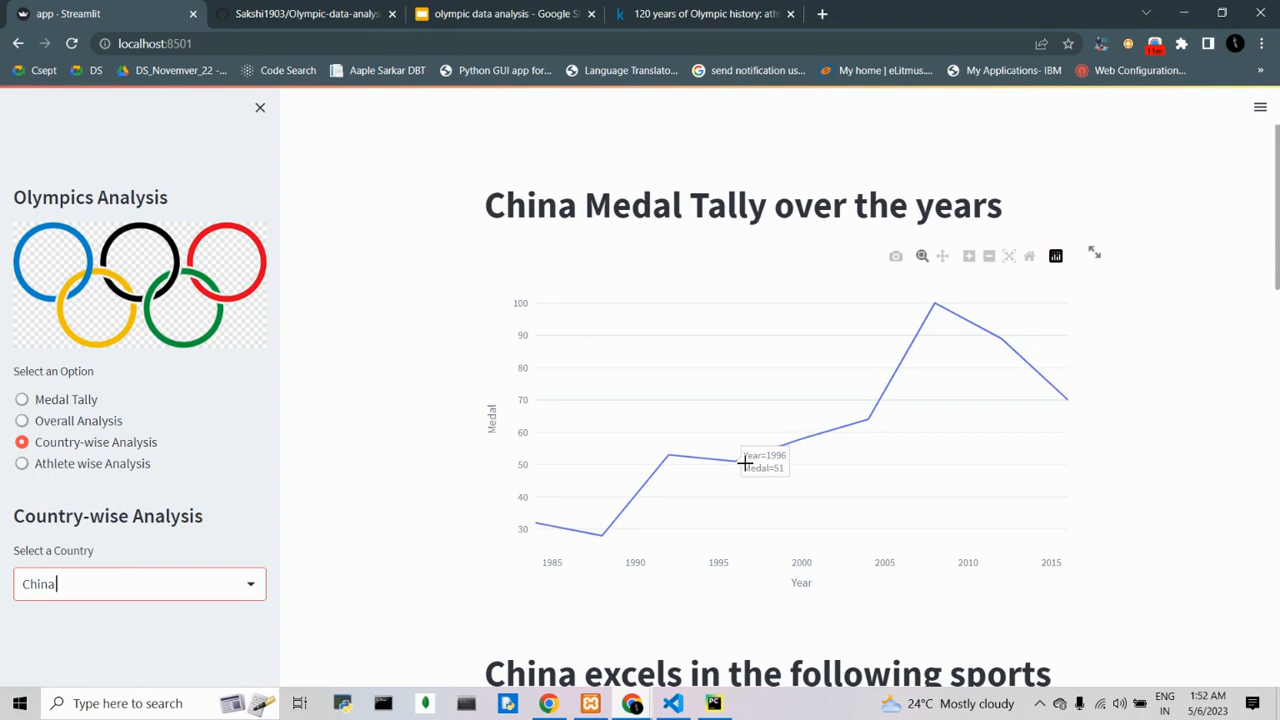 app - Streamlit
Sakshi1903/Olympic-data-analys
olympic data analysis - Google S
120 years of Olympic history: ath
localhost:8501
11m
Csept
DS
DS_Novemver_22 -...
Code Search
Aaple Sarkar DBT
Python GUI app for...
Language Translato...
send notification us...
My home | eLitmus...
My Applications- IBM
Web Configuration...
»
Olympics Analysis
Select an Option
Medal Tally
Overall Analysis
Country-wise Analysis
Athlete wise Analysis
Country-wise Analysis
Select a Country
China
China Medal Tally over the years
100
90
80
70
60
50
40
30
Medal
Year=1996
Medal=51
1985 1990 1995 2000 2005 2010 2015
Year
China excels in the following sports
Type here to search
24°C Mostly cloudy
ENG
IN
1:52 AM
5/6/2023